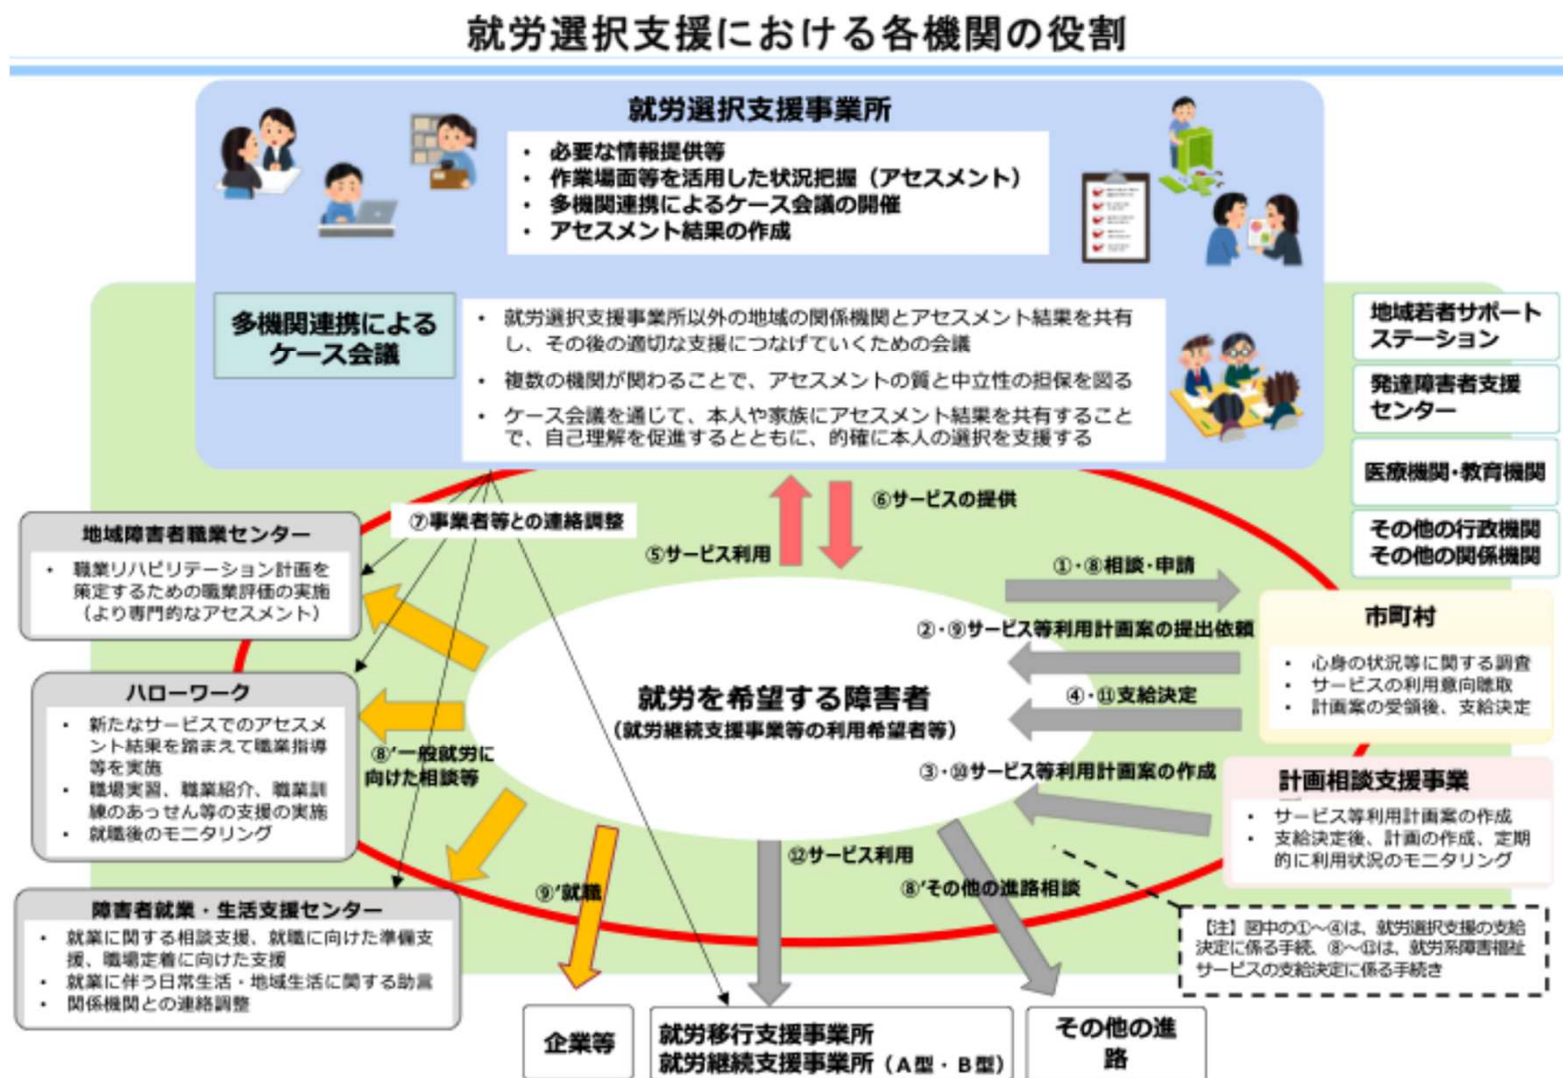 就労選択支援における各機関の役割
就労選択支援事業所
・ 必要な情報提供等
・ 作業場面等を活用した状況把握（アセスメント）
・ 多機関連携によるケース会議の開催
・ アセスメント結果の作成
多機関連携による
ケース会議
・ 就労選択支援事業所以外の地域の関係機関とアセスメント結果を共有
し、その後の適切な支援につなげていくための会議
・ 複数の機関が関わることで、アセスメントの質と中立性の担保を図る
・ ケース会議を通じて、本人や家族にアセスメント結果を共有すること
で、自己理解を促進するとともに、的確に本人の選択を支援する
地域若者サポート
ステーション
発達障害者支援
センター
医療機関・教育機関
その他の行政機関
その他の関係機関
⑦事業者等との連絡調整
⑤サービス利用
⑥サービスの提供
地域障害者職業センター
・ 職業リハビリテーション計画を
策定するための職業評価の実施
（より専門的なアセスメント）
ハローワーク
・ 新たなサービスでのアセスメ
ント結果を踏まえて職業指導
等を実施
・ 職場実習、職業紹介、職業訓
練のあっせん等の支援の実施
・ 就職後のモニタリング
障害者就業・生活支援センター
・ 就業に関する相談支援、就職に向けた準備支
援、職場定着に向けた支援
・ 就業に伴う日常生活・地域生活に関する助言
・ 関係機関との連絡調整
就労を希望する障害者
（就労継続支援事業等の利用希望者等）
①・⑧相談・申請
②・⑨サービス等利用計画案の提出依頼
④・⑪支給決定
③・⑩サービス等利用計画案の作成
市町村
・ 心身の状況等に関する調査
・ サービスの利用意向聴取
・ 計画案の受領後、支給決定
計画相談支援事業
・ サービス等利用計画案の作成
・ 支給決定後、計画の作成、定期
的に利用状況のモニタリング
⑧’一般就労に
向けた相談等
⑨’就職
⑫サービス利用
⑧’その他の進路相談
【注】図中の①～④は、就労選択支援の支給
決定に係る手続、⑧～⑪は、就労系障害福祉
サービスの支給決定に係る手続き
企業等
就労移行支援事業所
就労継続支援事業所（Ａ型・Ｂ型）
その他の進
路